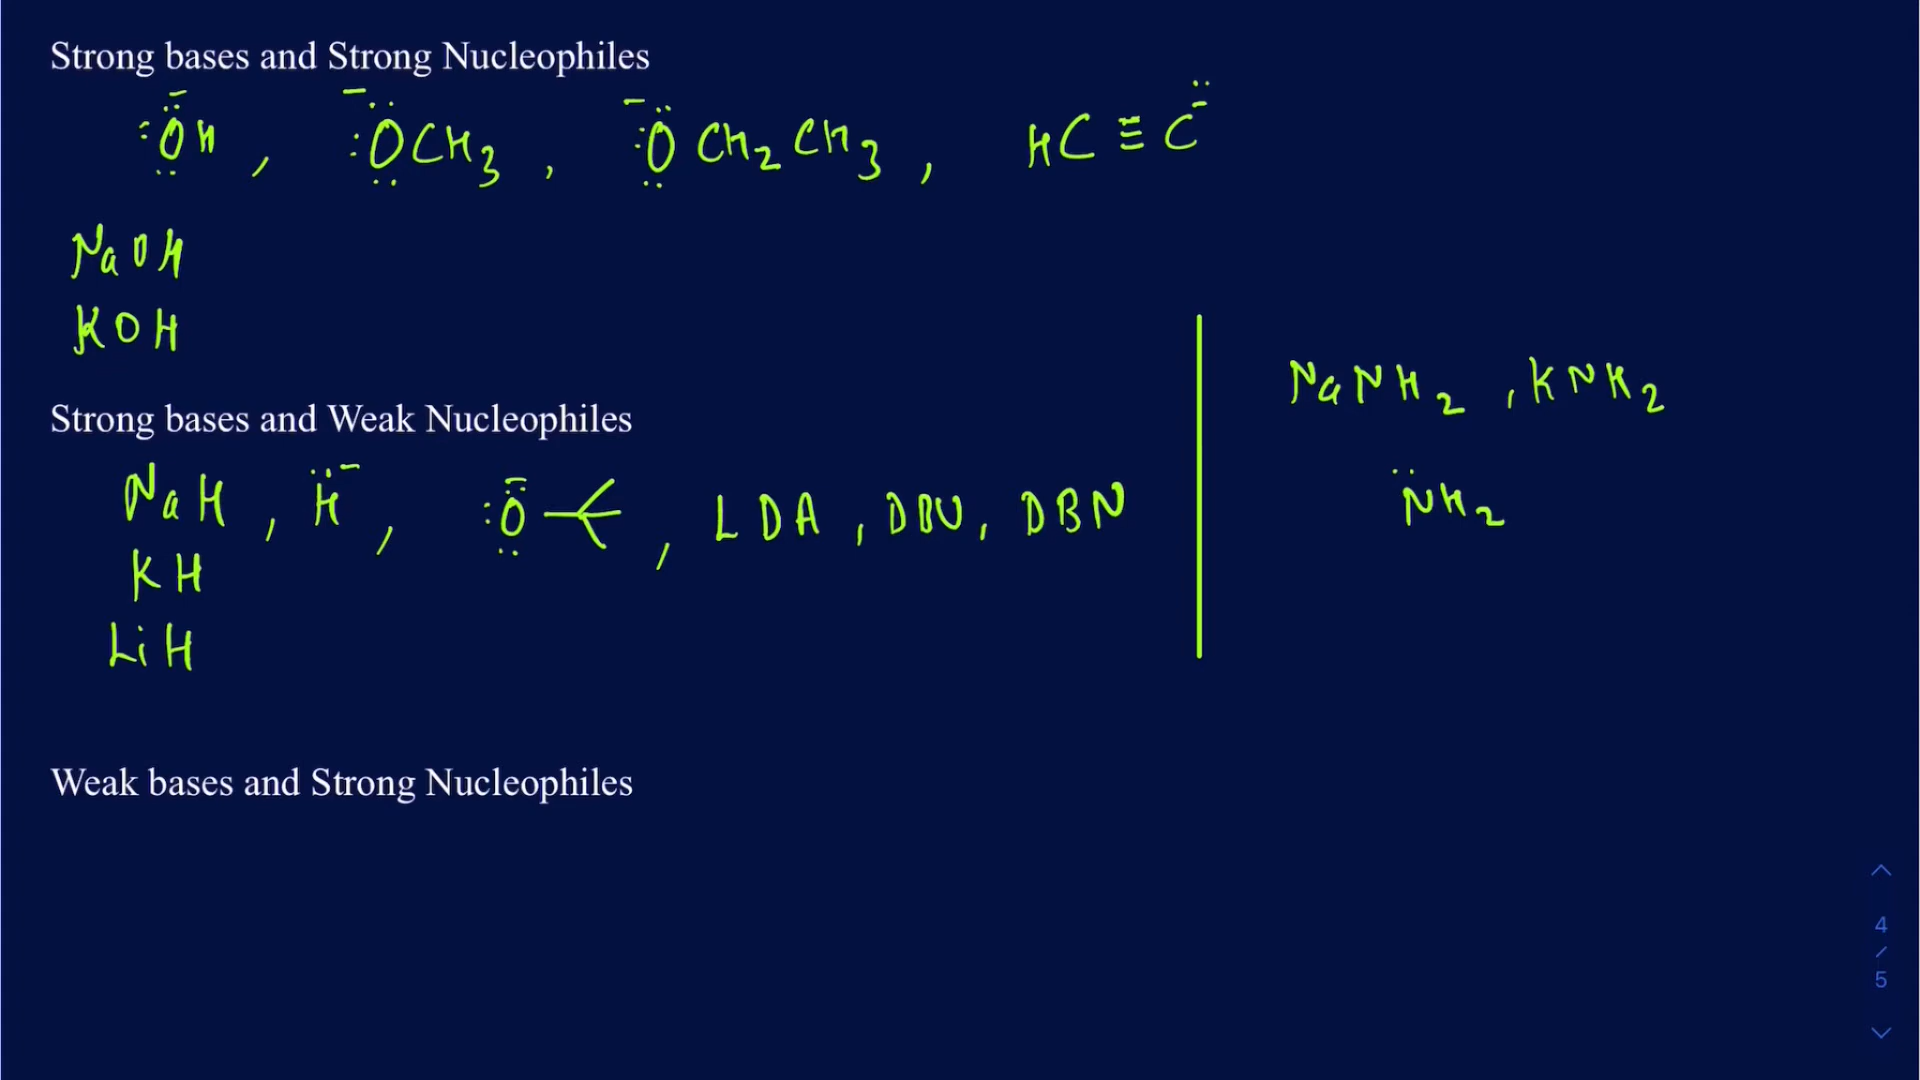 Strong bases and Strong Nucleophiles
:ÖH⁻, ⁻:ÖCH₃, ⁻:ÖCH₂CH₃, HC≡C:⁻
NaOH
KOH
NaNH₂, KNH₂
Strong bases and Weak Nucleophiles
NaH, H:⁻, :Ö⁻, LDA, DBU, DBN
N̈H₂
KH
LiH
Weak bases and Strong Nucleophiles
4
/
5